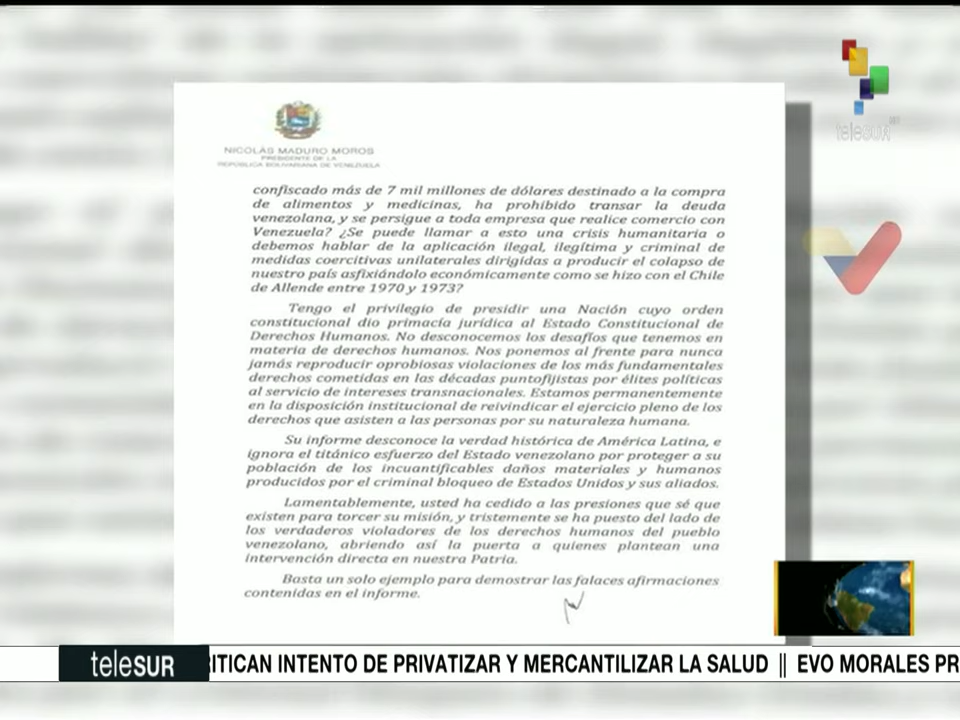 teleSUR
NICOLÁS MADURO MOROS
PRESIDENTE DE LA
REPÚBLICA BOLIVARIANA DE VENEZUELA
confiscado más de 7 mil millones de dólares destinado a la compra
de alimentos y medicinas, ha prohibido transar la deuda
venezolana, y se persigue a toda empresa que realice comercio con
Venezuela? ¿Se puede llamar a esto una crisis humanitaria o
debemos hablar de la aplicación ilegal, ilegítima y criminal de
medidas coercitivas unilaterales dirigidas a producir el colapso de
nuestro país asfixiándolo económicamente como se hizo con el Chile
de Allende entre 1970 y 1973?
Tengo el privilegio de presidir una Nación cuyo orden
constitucional dio primacía jurídica al Estado Constitucional de
Derechos Humanos. No desconocemos los desafíos que tenemos en
materia de derechos humanos. Nos ponemos al frente para nunca
jamás reproducir oprobiosas violaciones de los más fundamentales
derechos cometidas en las décadas puntofijistas por élites políticas
al servicio de intereses transnacionales. Estamos permanentemente
en la disposición institucional de reivindicar el ejercicio pleno de los
derechos que asisten a las personas por su naturaleza humana.
Su informe desconoce la verdad histórica de América Latina, e
ignora el titánico esfuerzo del Estado venezolano por proteger a su
población de los incuantificables daños materiales y humanos
producidos por el criminal bloqueo de Estados Unidos y sus aliados.
Lamentablemente, usted ha cedido a las presiones que sé que
existen para torcer su misión, y tristemente se ha puesto del lado de
los verdaderos violadores de los derechos humanos del pueblo
venezolano, abriendo así la puerta a quienes plantean una
intervención directa en nuestra Patria.
Basta un solo ejemplo para demostrar las falaces afirmaciones
contenidas en el informe.
teleSUR RITICAN INTENTO DE PRIVATIZAR Y MERCANTILIZAR LA SALUD || EVO MORALES PR